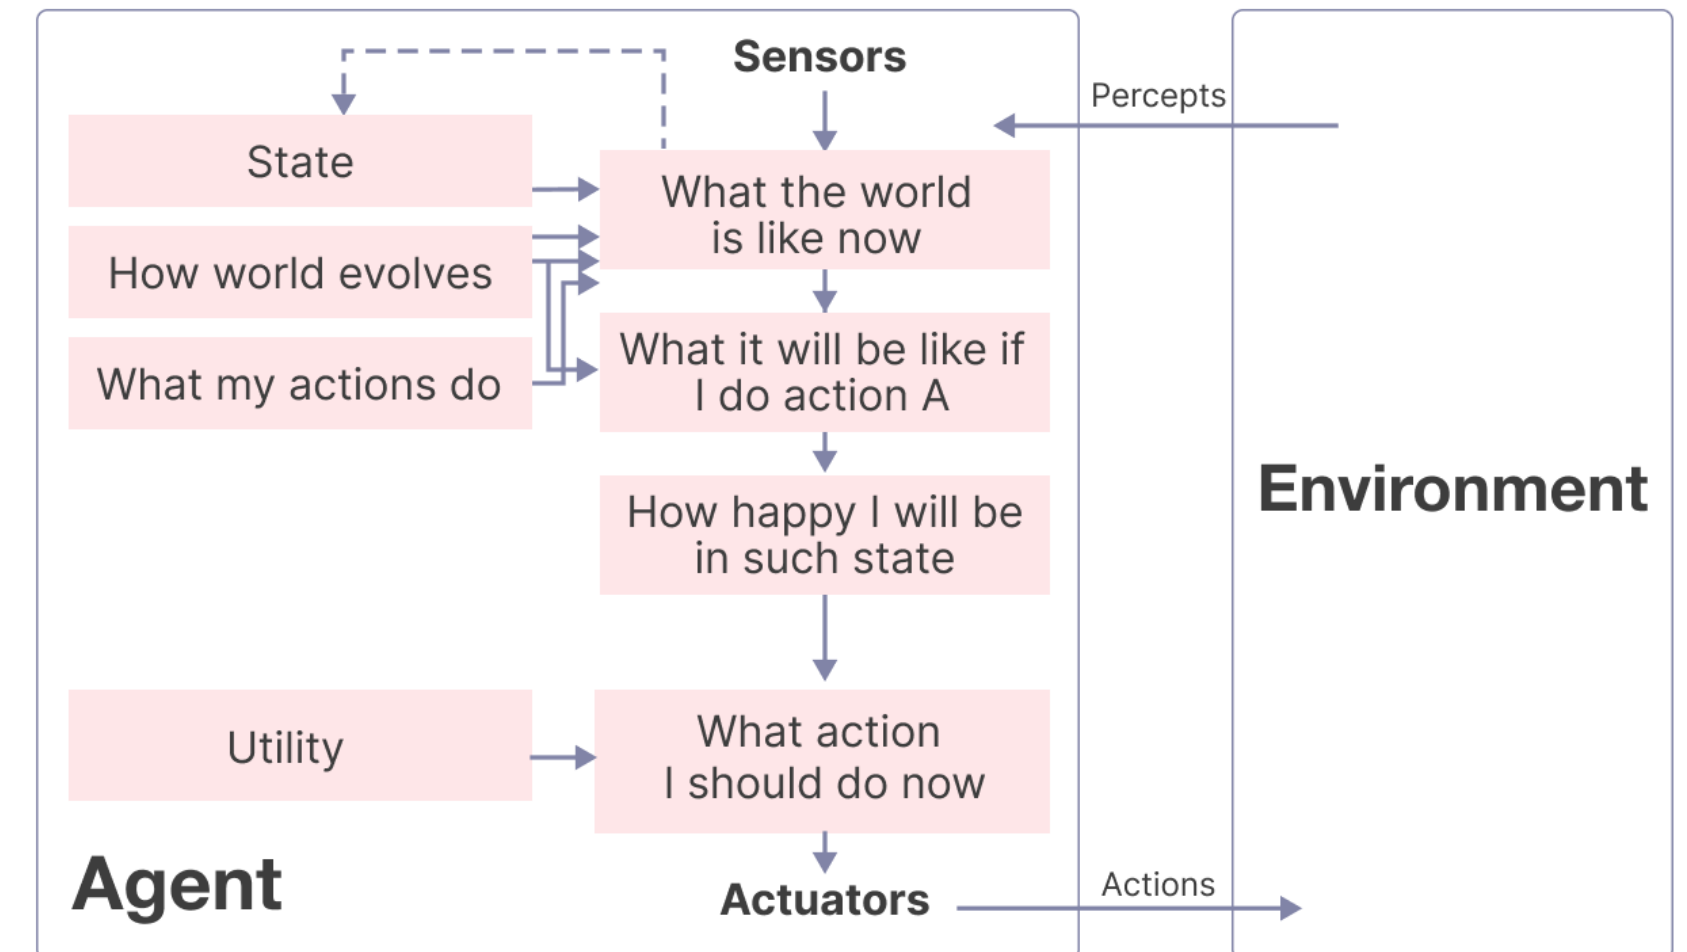 Sensors
Percepts
State
What the world
is like now
How world evolves
What it will be like if
I do action A
What my actions do
Environment
How happy I will be
in such state
Utility
What action
I should do now
Agent
Actuators
Actions